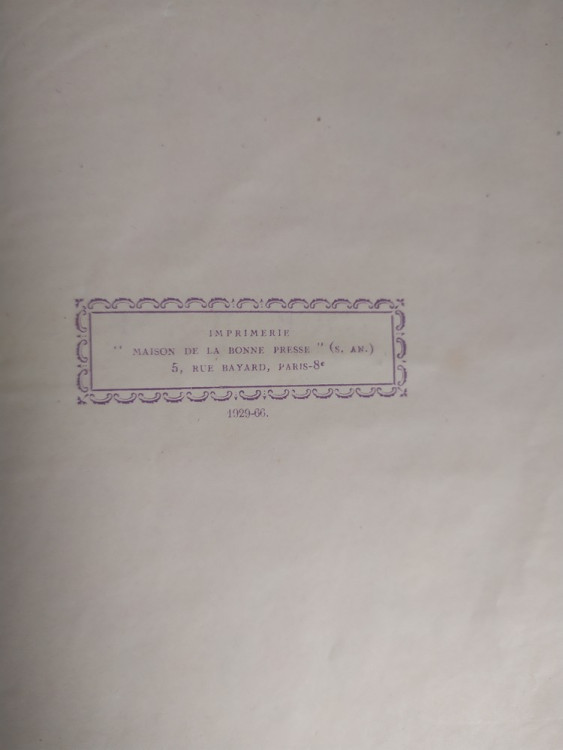 IMPRIMERIE
" MAISON DE LA BONNE PRESSE " (S. AN.)
5, RUE BAYARD, PARIS-8e
1929-66.